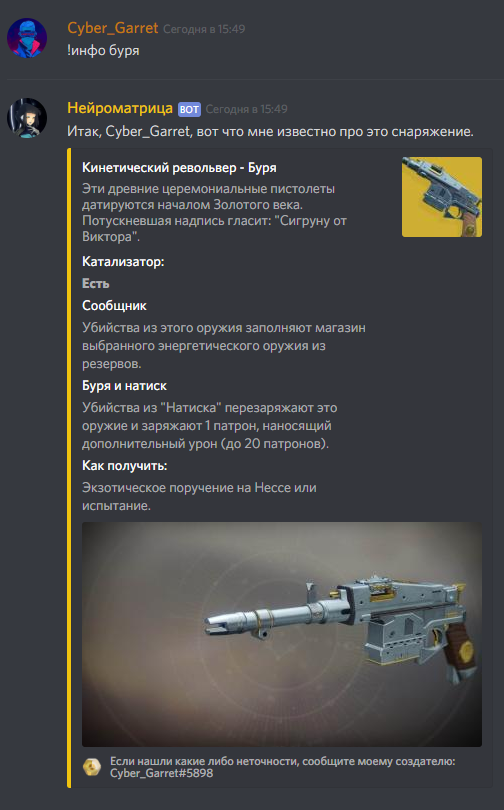 Cyber_Garret Сегодня в 15:49
!инфо буря
Нейроматрица БОТ Сегодня в 15:49
Итак, Cyber_Garret, вот что мне известно про это снаряжение.
Кинетический револьвер - Буря
Эти древние церемониальные пистолеты
датируются началом Золотого века.
Потускневшая надпись гласит: "Сигруну от
Виктора".
Катализатор:
Есть
Сообщник
Убийства из этого оружия заполняют магазин
выбранного энергетического оружия из
резервов.
Буря и натиск
Убийства из "Натиска" перезаряжают это
оружие и заряжают 1 патрон, наносящий
дополнительный урон (до 20 патронов).
Как получить:
Экзотическое поручение на Нессе или
испытание.
Если нашли какие либо неточности, сообщите моему создателю:
Cyber_Garret#5898